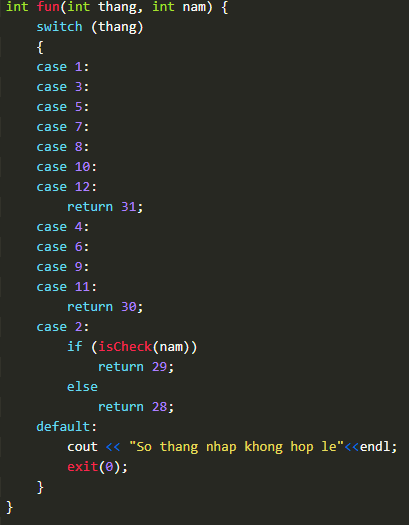 int fun(int thang, int nam) {
    switch (thang)
    {
    case 1:
    case 3:
    case 5:
    case 7:
    case 8:
    case 10:
    case 12:
        return 31;
    case 4:
    case 6:
    case 9:
    case 11:
        return 30;
    case 2:
        if (isCheck(nam))
            return 29;
        else
            return 28;
    default:
        cout << "So thang nhap khong hop le"<<endl;
        exit(0);
    }
}